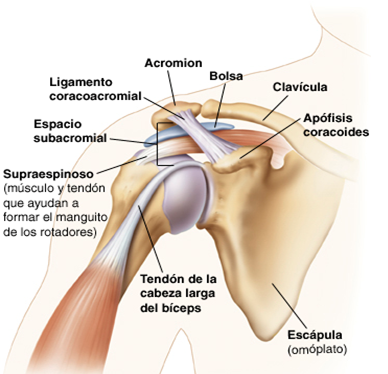 Acromion
Ligamento
coracoacromial
Bolsa
Clavícula
Espacio
subacromial
Apófisis
coracoides
Supraespinoso
(músculo y tendón
que ayudan a
formar el manguito
de los rotadores)
Tendón de la
cabeza larga
del bíceps
Escápula
(omóplato)